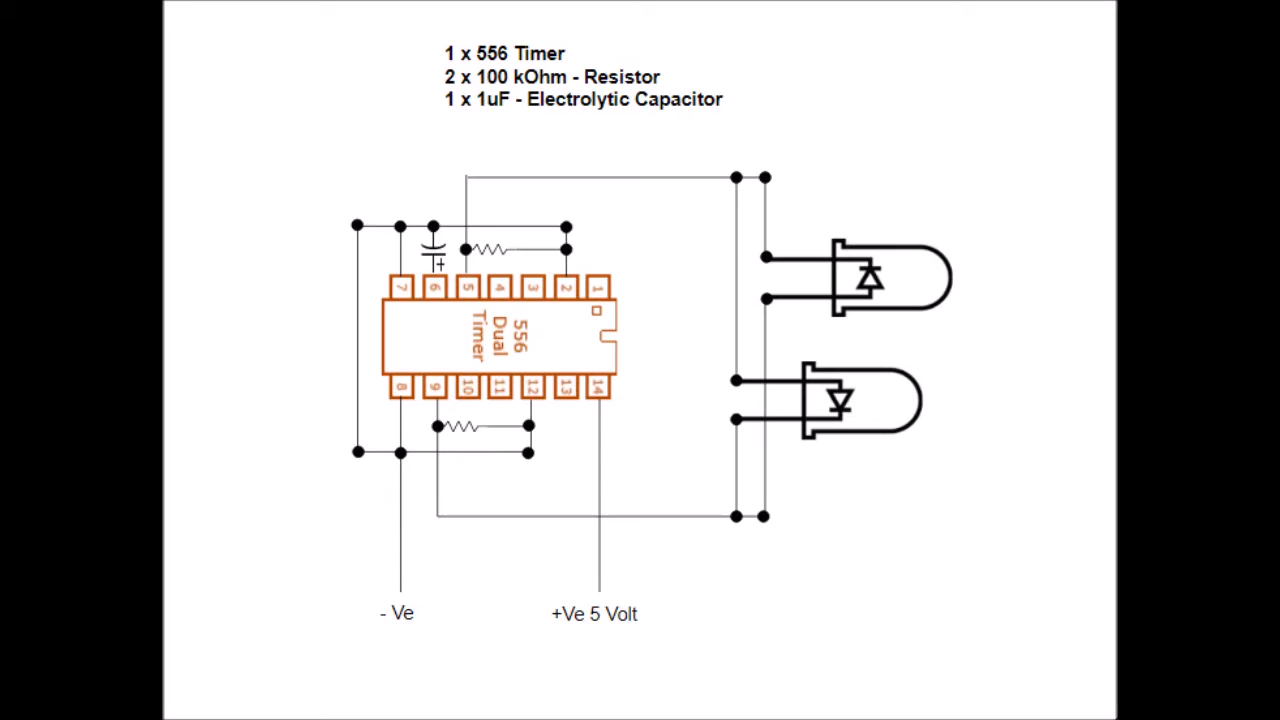 1 x 556 Timer
2 x 100 kOhm - Resistor
1 x 1uF - Electrolytic Capacitor
+
7 6 5 4 3 2 1
556
Dual
Timer
8 9 10 11 12 13 14
- Ve
+Ve 5 Volt